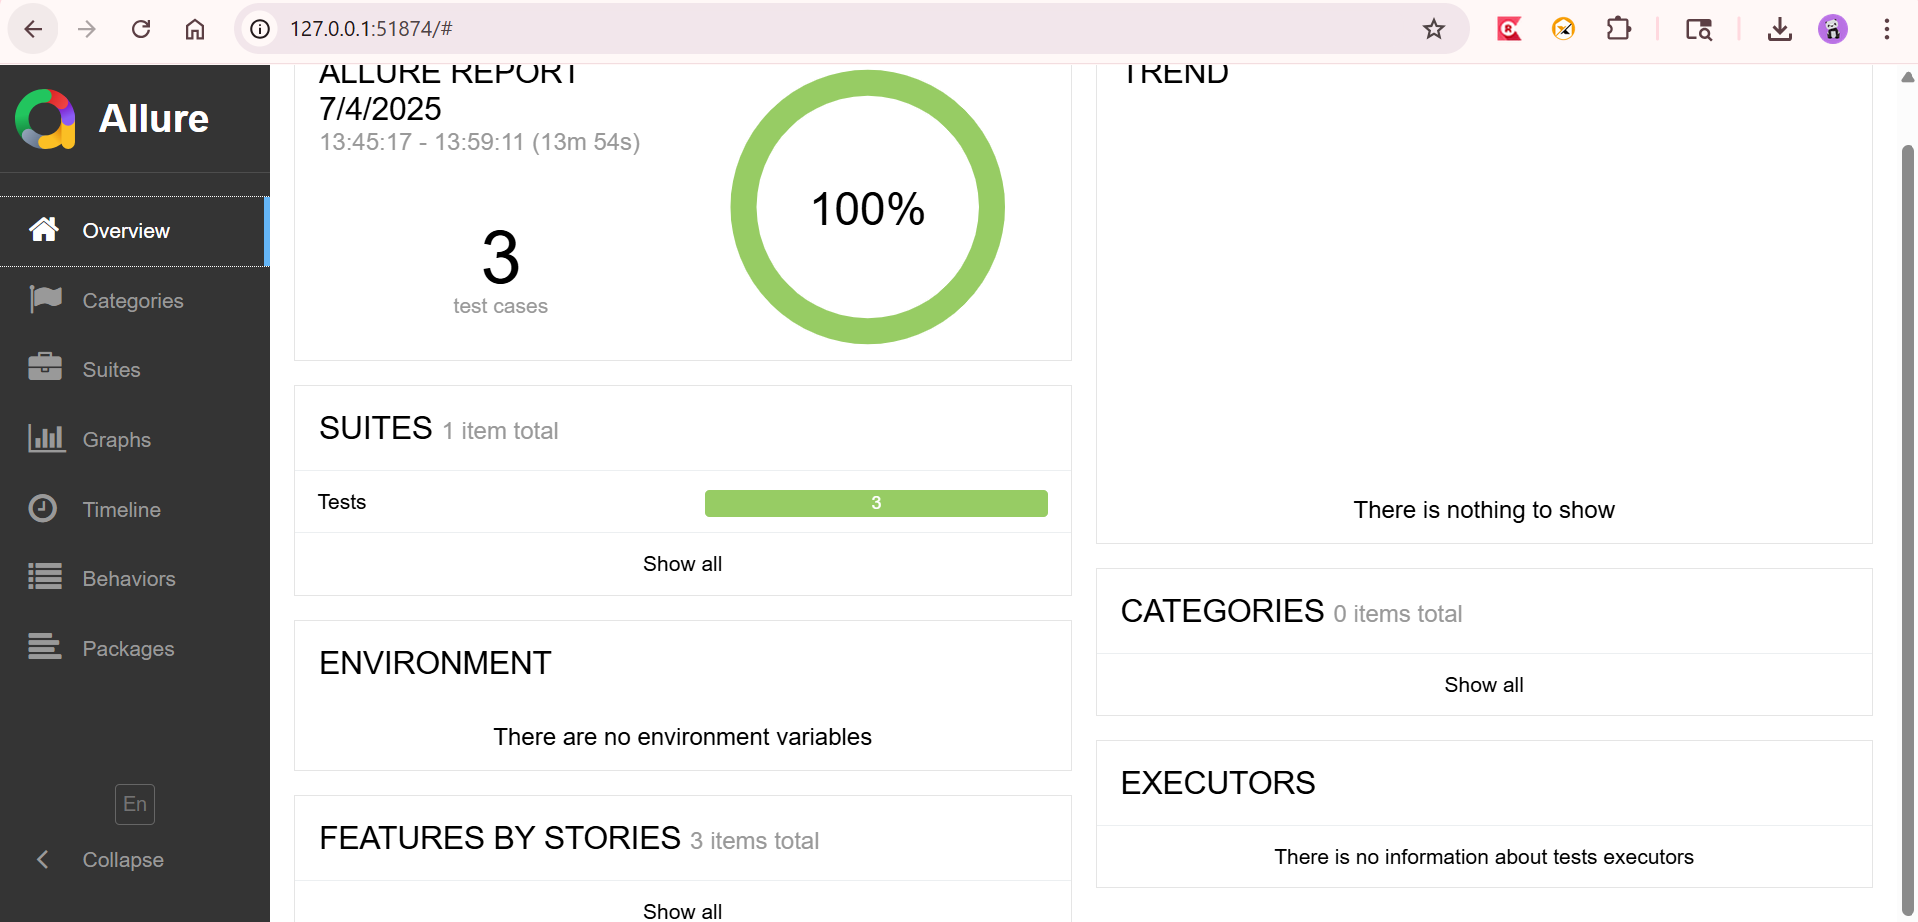 127.0.0.1:51874/#
Allure
Overview
Categories
Suites
Graphs
Timeline
Behaviors
Packages
En
Collapse
ALLURE REPORT
7/4/2025
13:45:17 - 13:59:11 (13m 54s)
3
test cases
100%
SUITES 1 item total
Tests
3
Show all
ENVIRONMENT
There are no environment variables
FEATURES BY STORIES 3 items total
Show all
TREND
There is nothing to show
CATEGORIES 0 items total
Show all
EXECUTORS
There is no information about tests executors